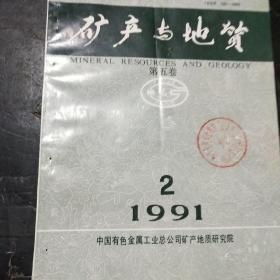 矿产与地质
MINERAL RESOURCES AND GEOLOGY
第五卷
2
1991
中国有色金属工业总公司矿产地质研究院